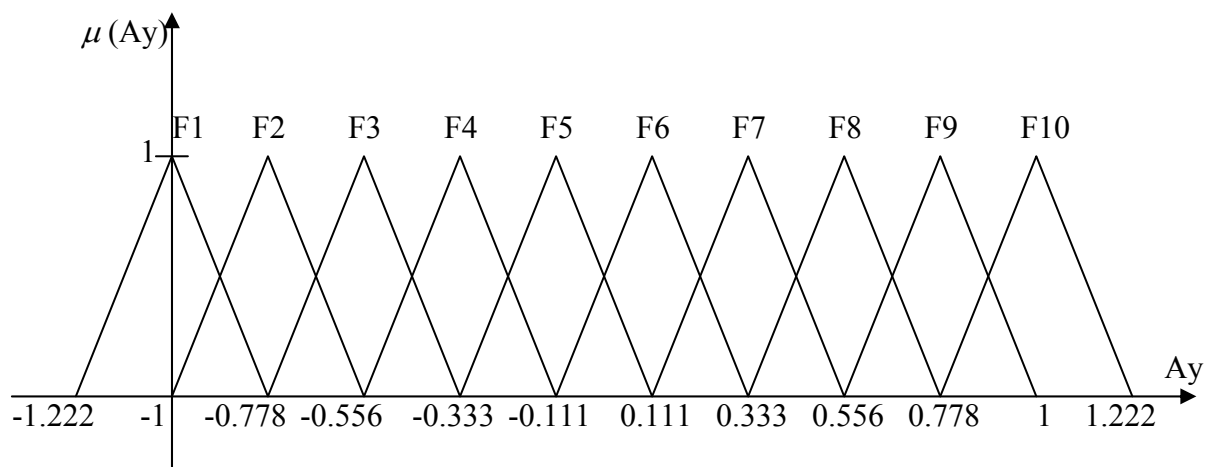 μ (Ay)
F1 F2 F3 F4 F5 F6 F7 F8 F9 F10
1
Ay
-1.222 -1 -0.778 -0.556 -0.333 -0.111 0.111 0.333 0.556 0.778 1 1.222